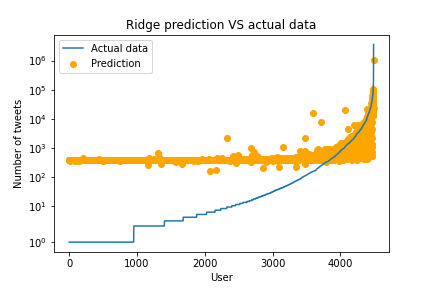 Ridge prediction VS actual data
Actual data
Prediction
Number of tweets
10⁶
10⁵
10⁴
10³
10²
10¹
10⁰
0 1000 2000 3000 4000
User